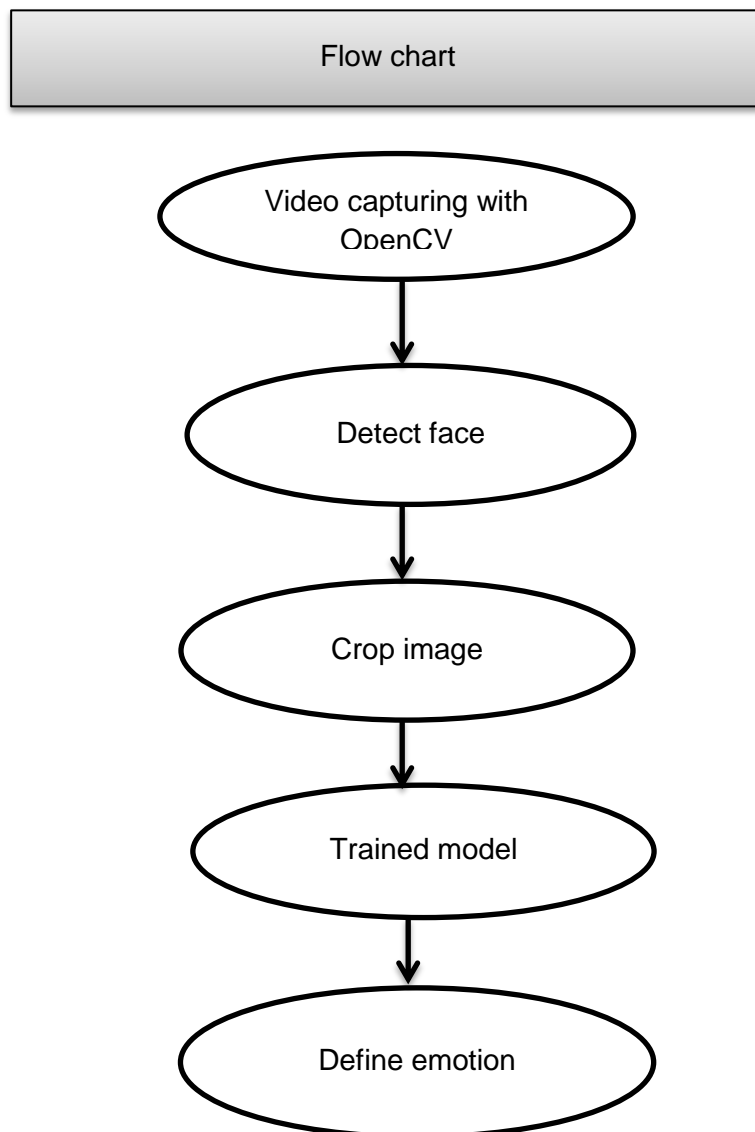 Flow chart
Video capturing with
OpenCV
Detect face
Crop image
Trained model
Define emotion